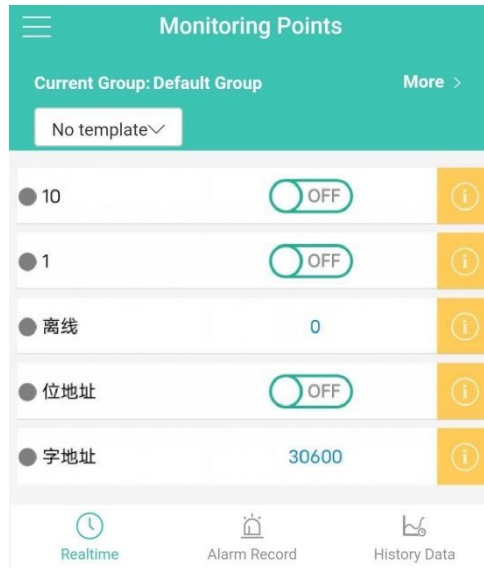 Monitoring Points
Current Group: Default Group
More >
No template
10 OFF
1 OFF
离线 0
位地址 OFF
字地址 30600
Realtime Alarm Record History Data